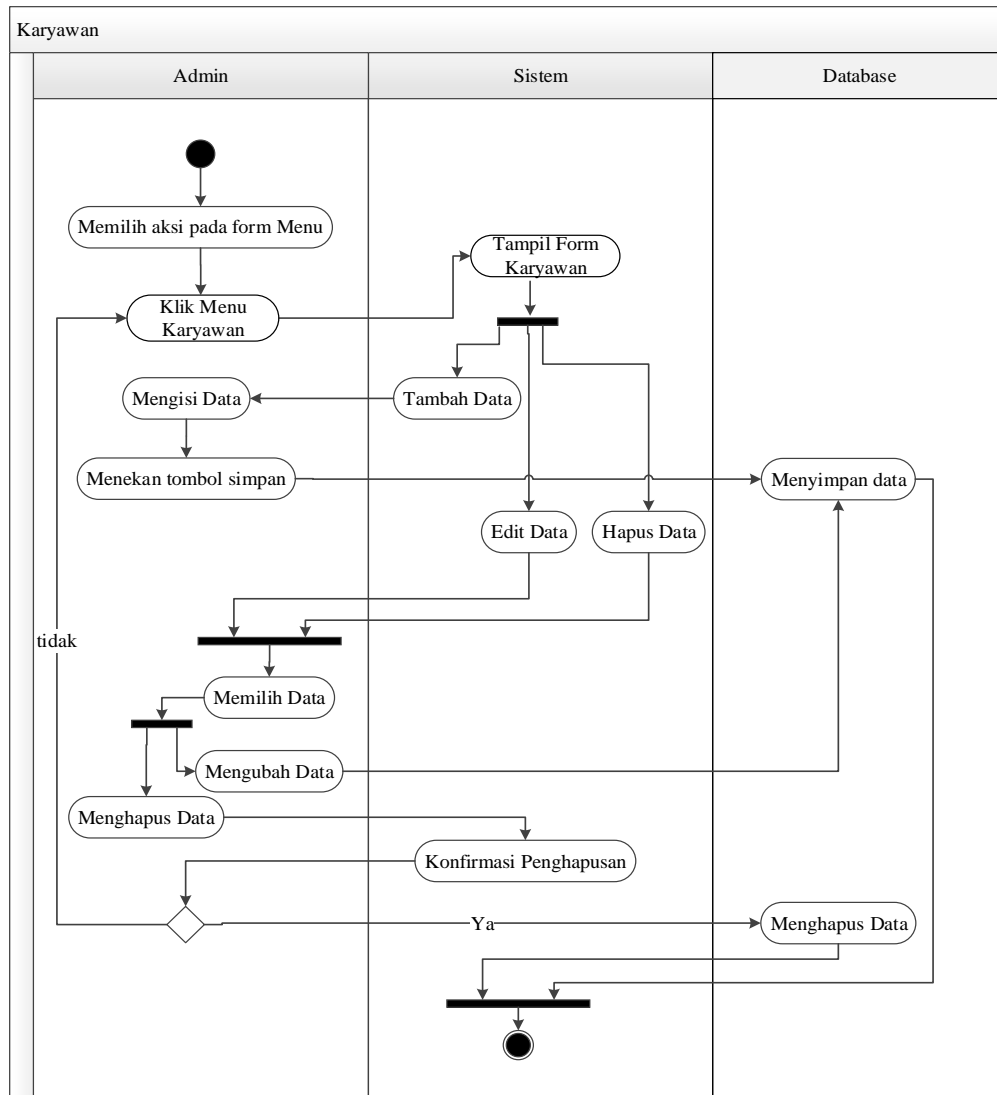 Karyawan
Admin
Sistem
Database
Memilih aksi pada form Menu
Tampil Form
Karyawan
Klik Menu
Karyawan
Mengisi Data
Tambah Data
Menekan tombol simpan
Menyimpan data
Edit Data
Hapus Data
tidak
Memilih Data
Mengubah Data
Menghapus Data
Konfirmasi Penghapusan
Ya
Menghapus Data